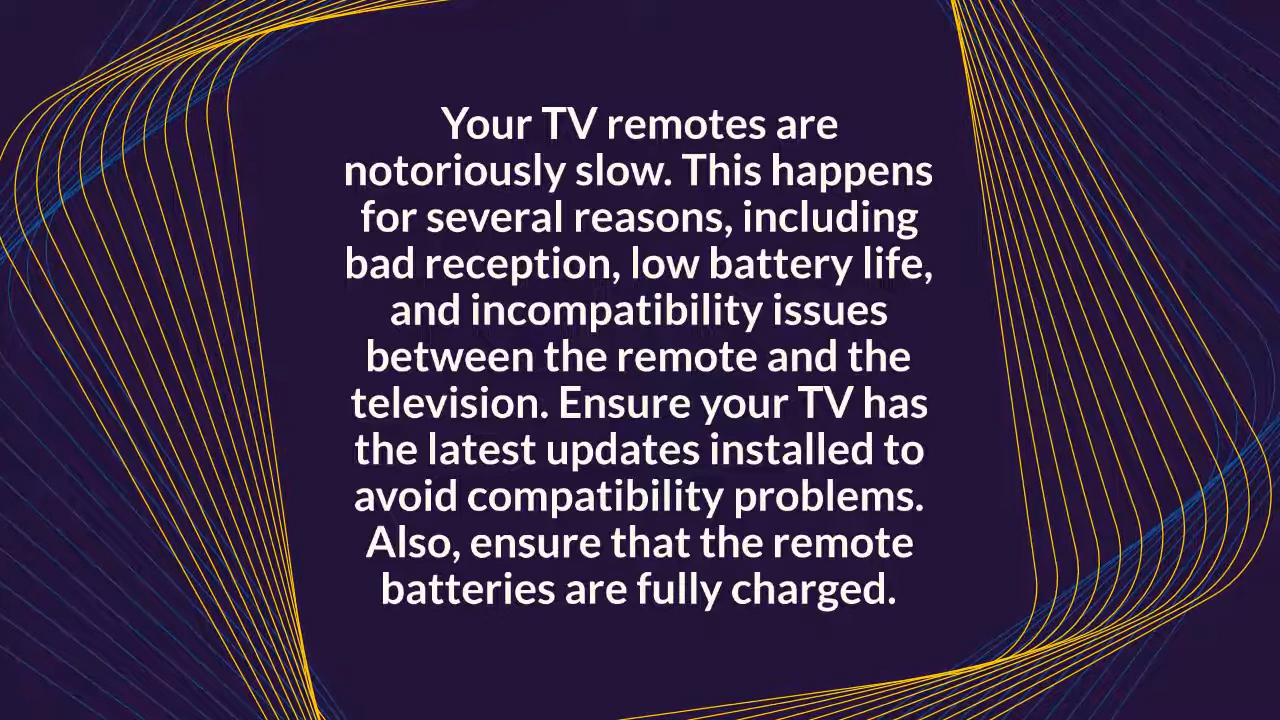 Your TV remotes are
notoriously slow. This happens
for several reasons, including
bad reception, low battery life,
and incompatibility issues
between the remote and the
television. Ensure your TV has
the latest updates installed to
avoid compatibility problems.
Also, ensure that the remote
batteries are fully charged.